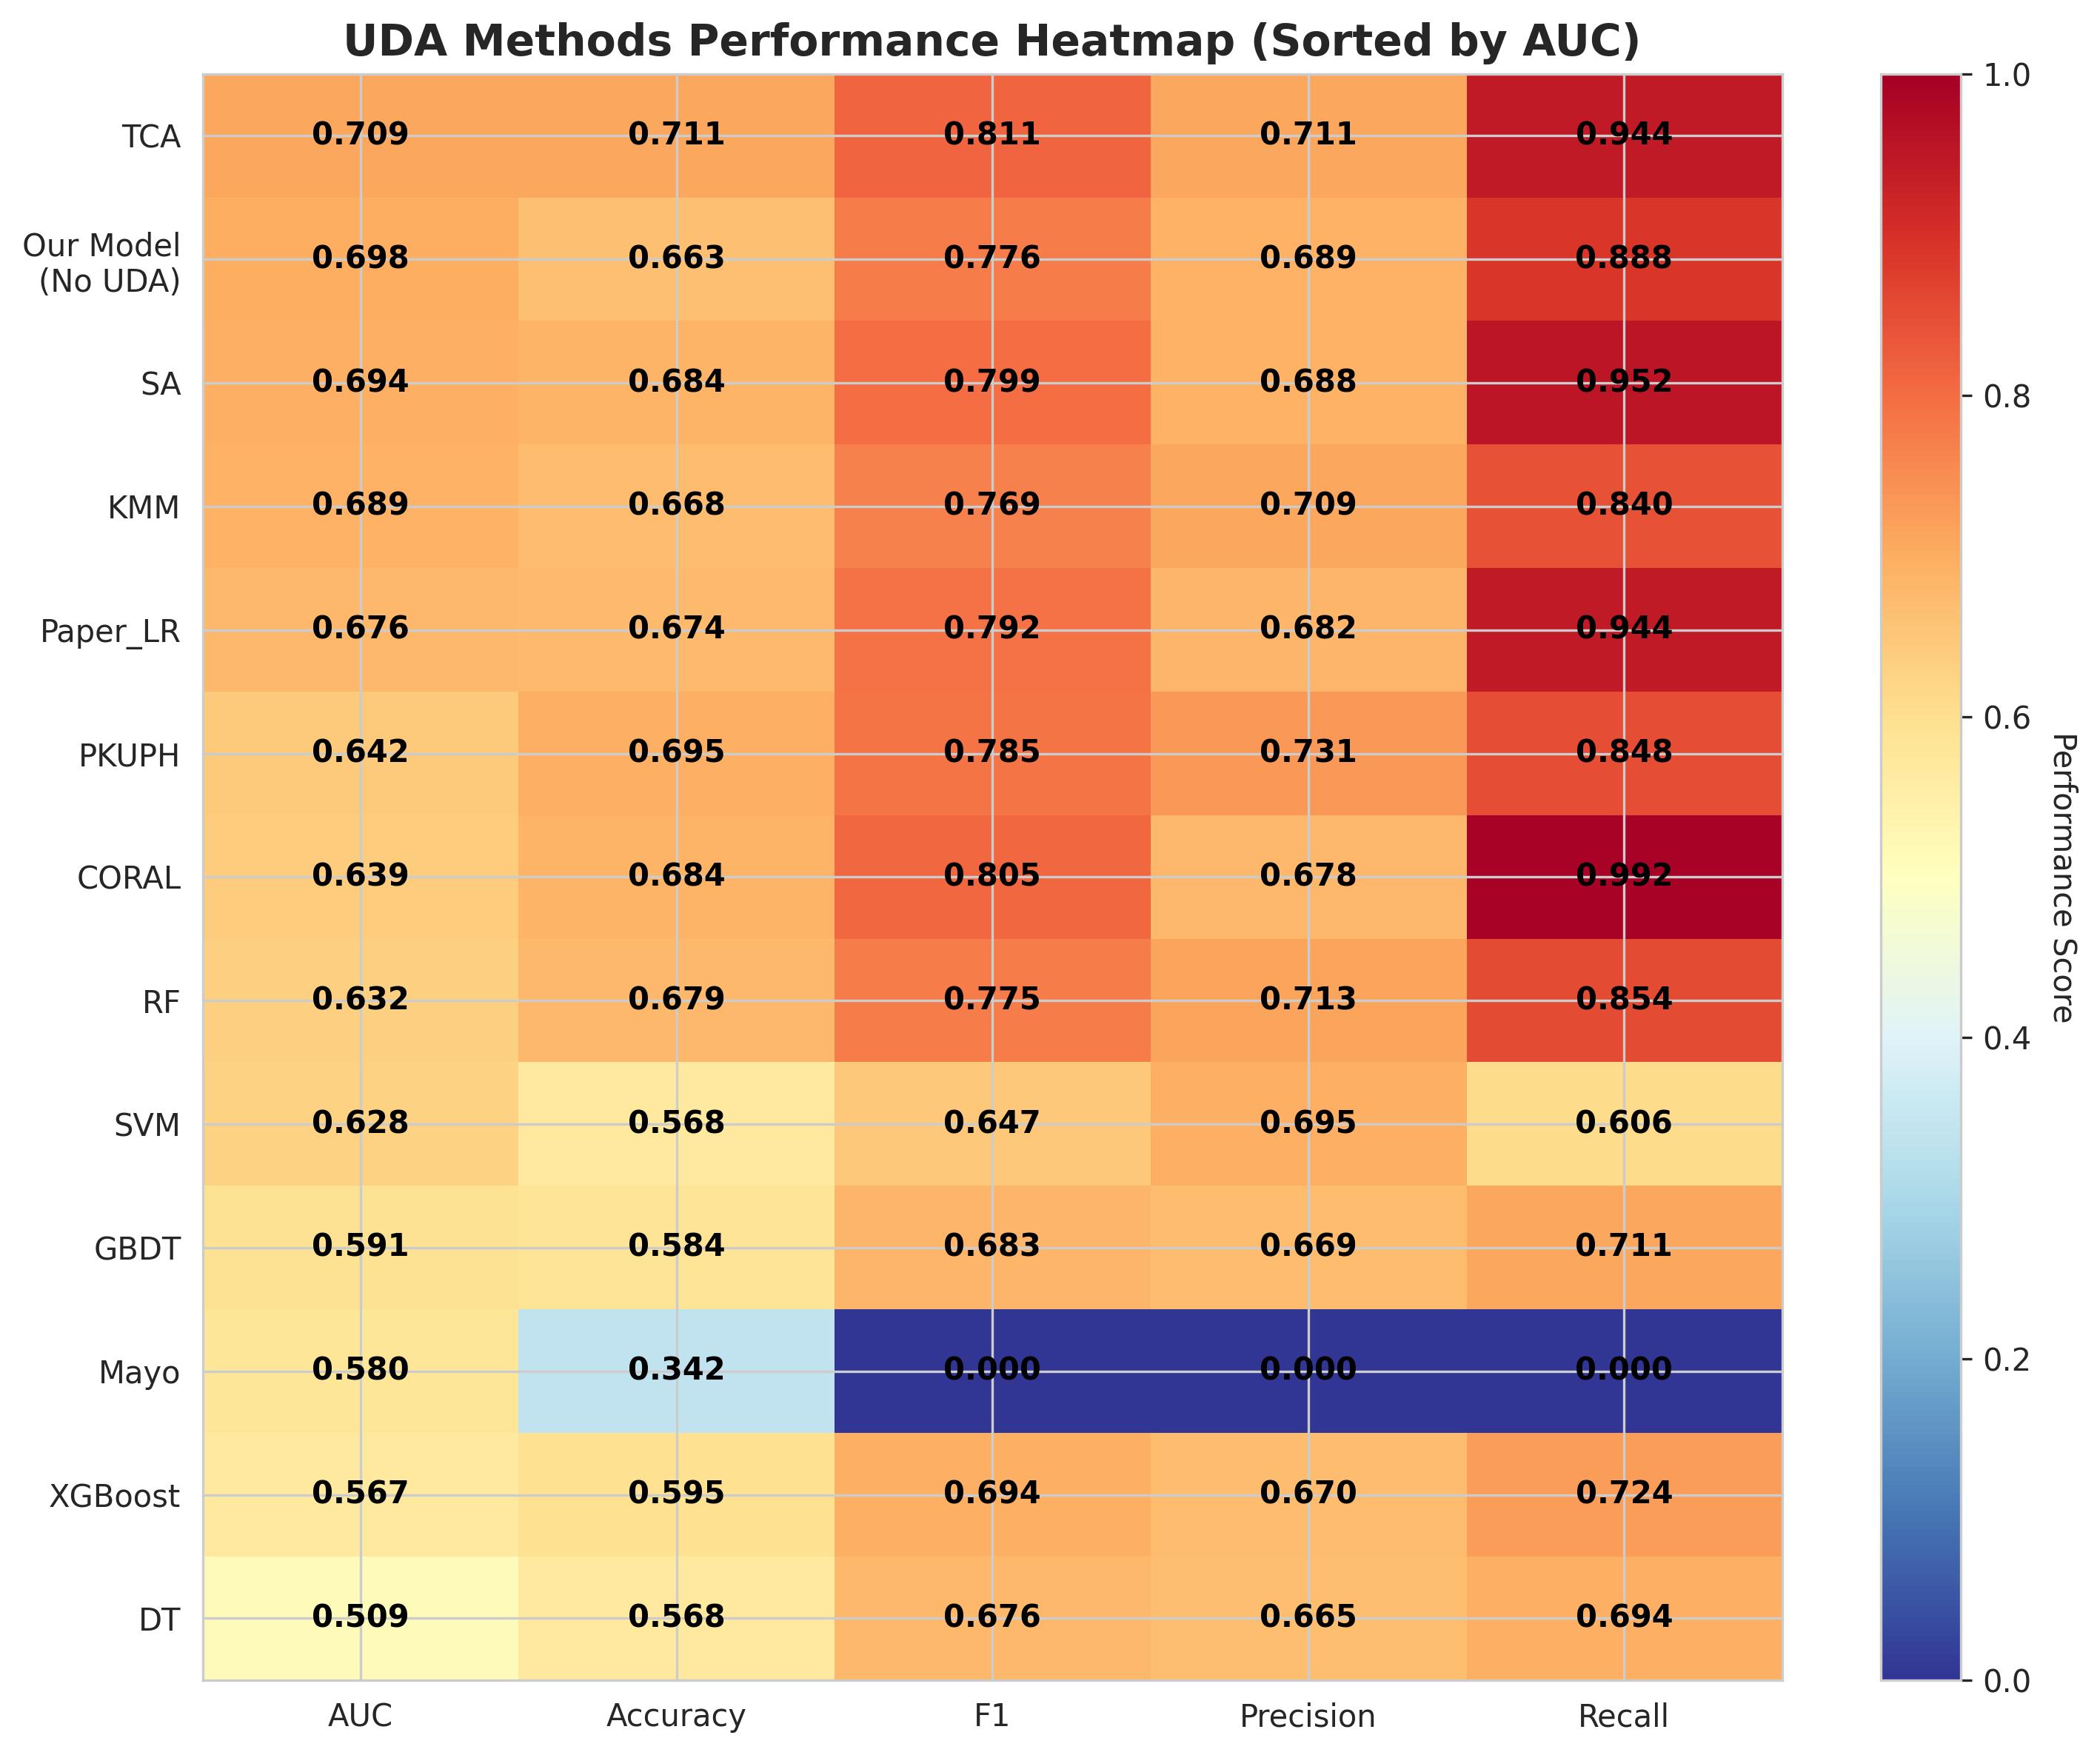 UDA Methods Performance Heatmap (Sorted by AUC)
TCA 0.709 0.711 0.811 0.711 0.944
Our Model
(No UDA) 0.698 0.663 0.776 0.689 0.888
SA 0.694 0.684 0.799 0.688 0.952
KMM 0.689 0.668 0.769 0.709 0.840
Paper_LR 0.676 0.674 0.792 0.682 0.944
PKUPH 0.642 0.695 0.785 0.731 0.848
CORAL 0.639 0.684 0.805 0.678 0.992
RF 0.632 0.679 0.775 0.713 0.854
SVM 0.628 0.568 0.647 0.695 0.606
GBDT 0.591 0.584 0.683 0.669 0.711
Mayo 0.580 0.342 0.000 0.000 0.000
XGBoost 0.567 0.595 0.694 0.670 0.724
DT 0.509 0.568 0.676 0.665 0.694
AUC Accuracy F1 Precision Recall
1.0
0.8
0.6
0.4
0.2
0.0
Performance Score